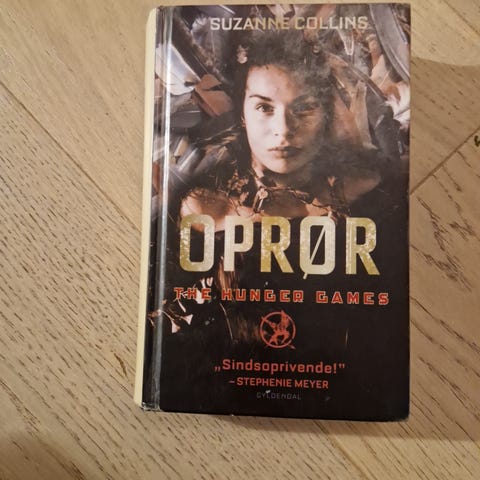 SUZANNE COLLINS
OPRØR
THE HUNGER GAMES
„Sindsoprivende!”
– STEPHENIE MEYER
GYLDENDAL